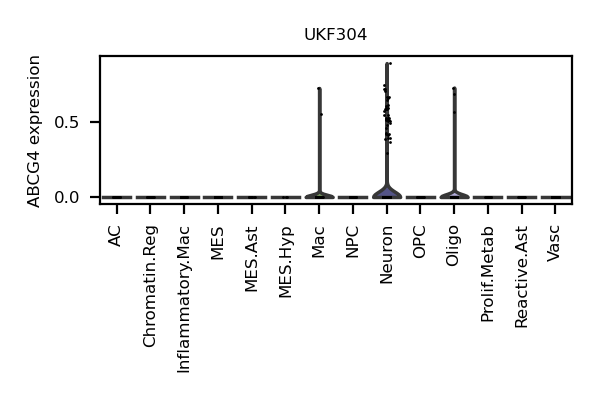 UKF304
ABCG4 expression
0.5
0.0
AC
Chromatin.Reg
Inflammatory.Mac
MES
MES.Ast
MES.Hyp
Mac
NPC
Neuron
OPC
Oligo
Prolif.Metab
Reactive.Ast
Vasc